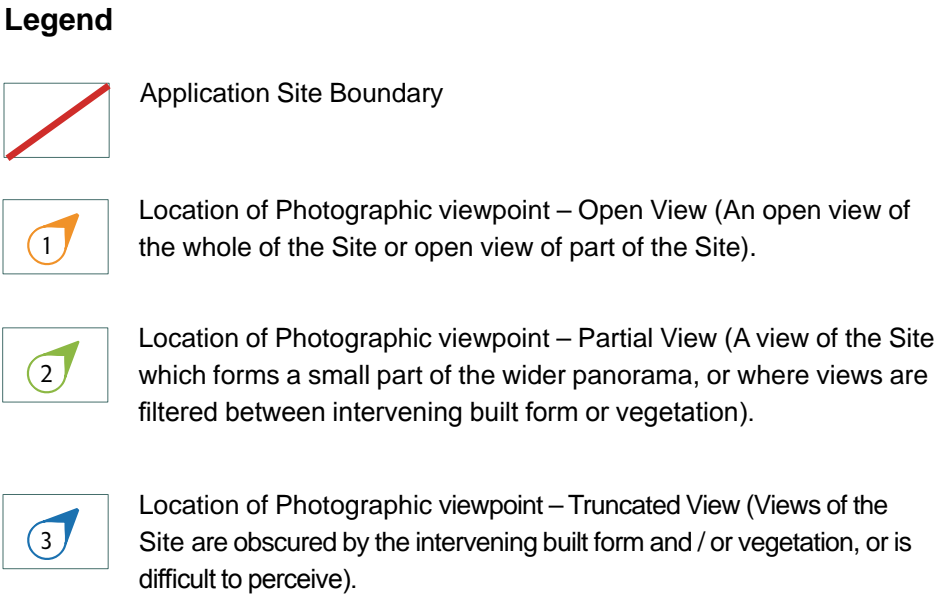 Legend
Application Site Boundary
1
Location of Photographic viewpoint – Open View (An open view of
the whole of the Site or open view of part of the Site).
2
Location of Photographic viewpoint – Partial View (A view of the Site
which forms a small part of the wider panorama, or where views are
filtered between intervening built form or vegetation).
3
Location of Photographic viewpoint – Truncated View (Views of the
Site are obscured by the intervening built form and / or vegetation, or is
difficult to perceive).